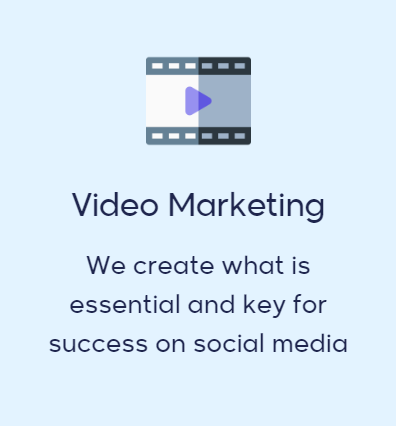 Video Marketing
We create what is
essential and key for
success on social media